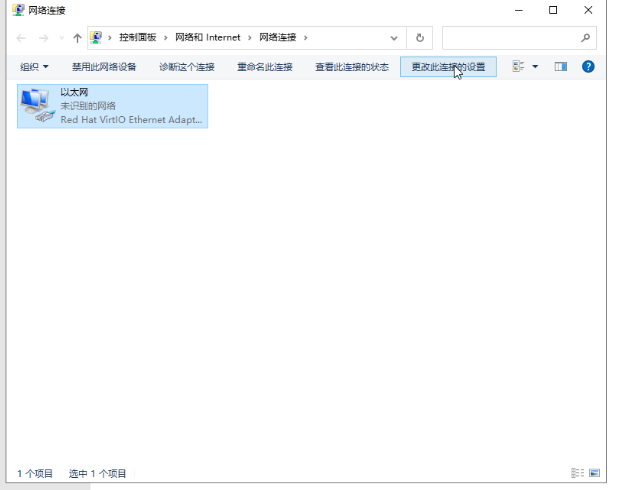 网络连接
控制面板 › 网络和 Internet › 网络连接 ›
组织 禁用此网络设备 诊断这个连接 重命名此连接 查看此连接的状态 更改此连接的设置
以太网
未识别的网络
Red Hat VirtIO Ethernet Adapt...
1 个项目 选中 1 个项目